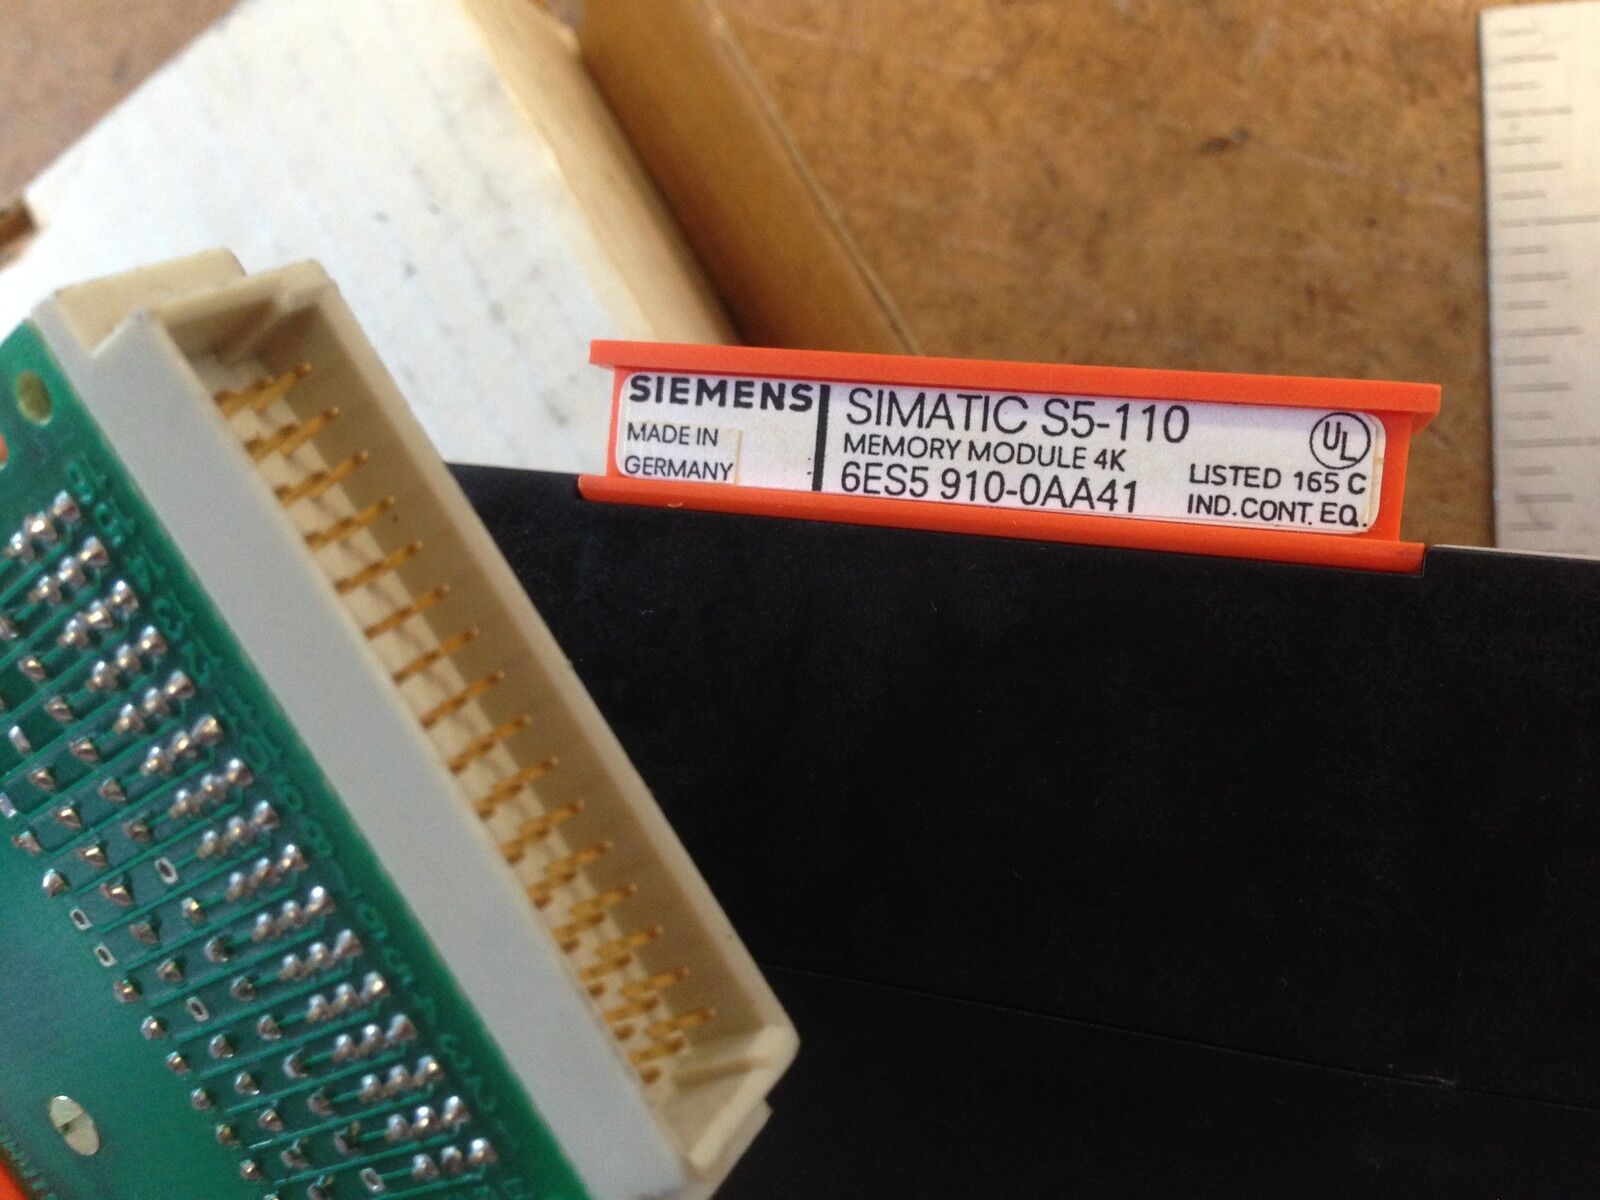 SIEMENS
MADE IN
GERMANY
SIMATIC S5-110
MEMORY MODULE 4K
6ES5 910-0AA41
UL
LISTED 165 C
IND. CONT. EQ.